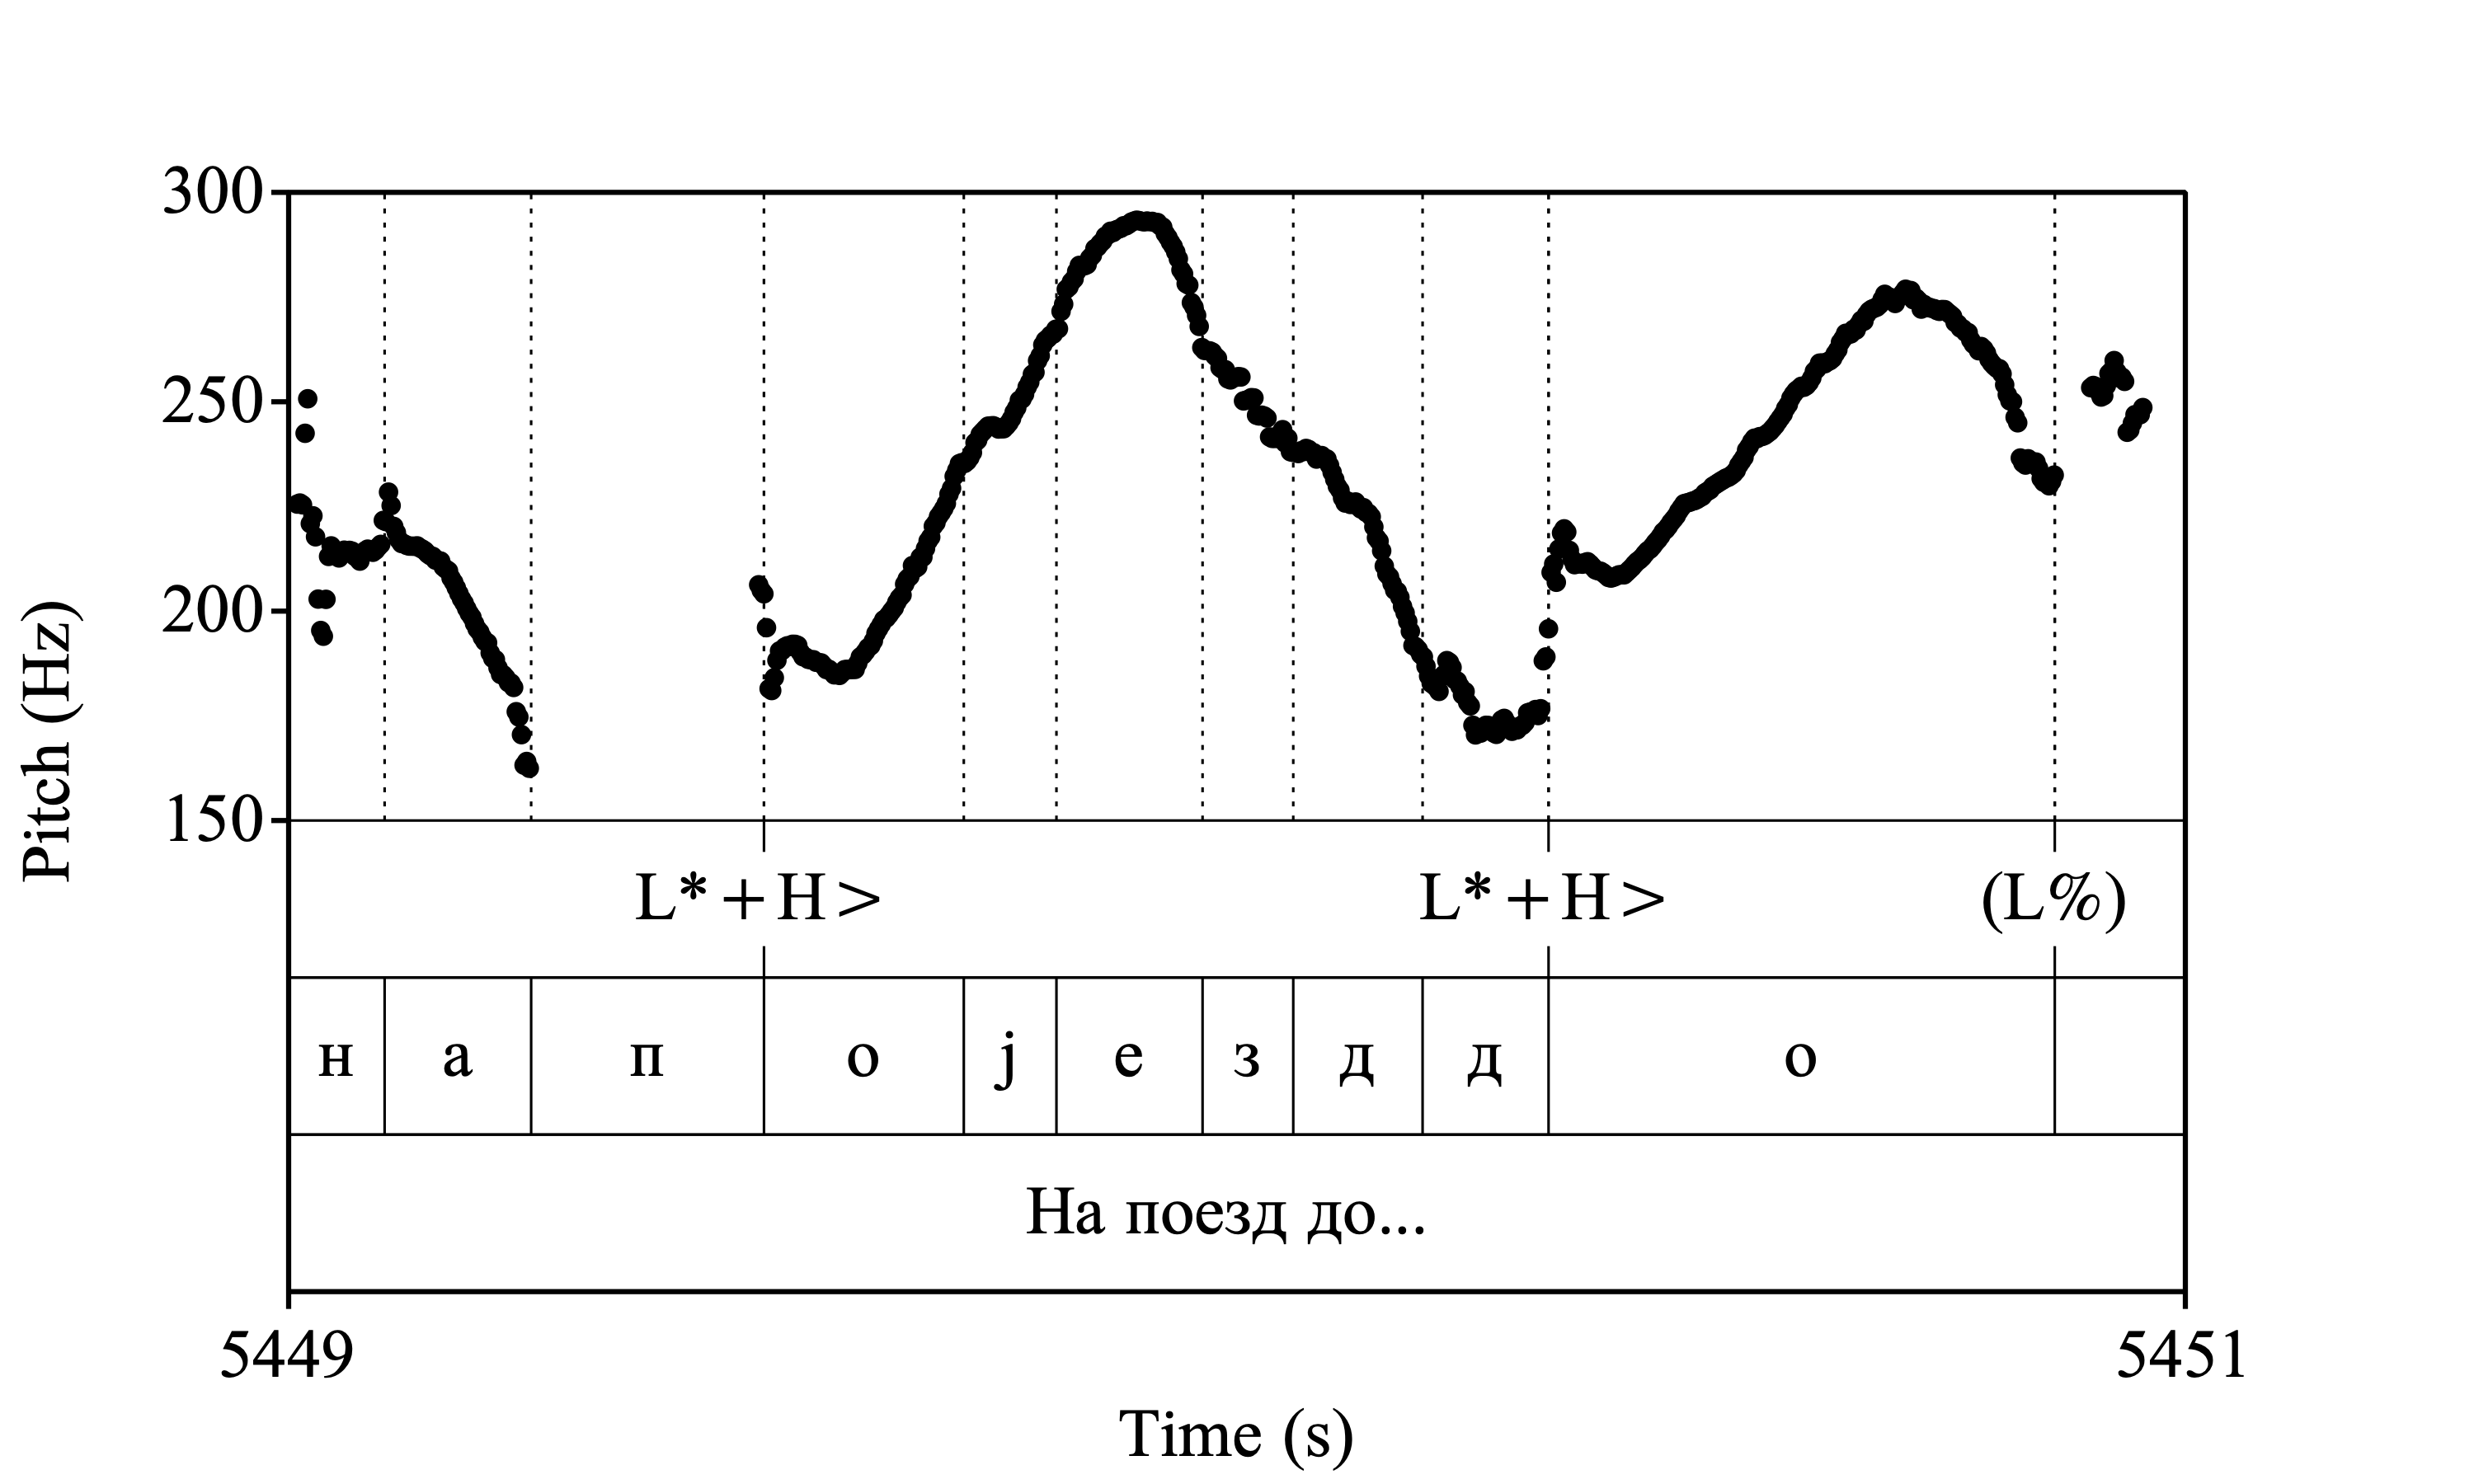 300
250
200
150
Pitch (Hz)
L*+H> L*+H> (L%)
н а п о j е з д д о
На поезд до...
5449 5451
Time (s)